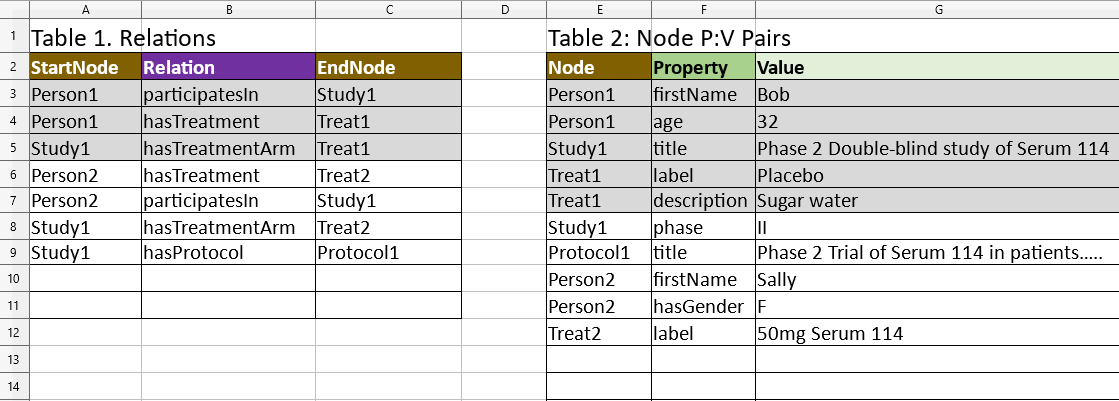 A B C D E F G
1 Table 1. Relations Table 2: Node P:V Pairs
2 StartNode Relation EndNode Node Property Value
3 Person1 participatesIn Study1 Person1 firstName Bob
4 Person1 hasTreatment Treat1 Person1 age 32
5 Study1 hasTreatmentArm Treat1 Study1 title Phase 2 Double-blind study of Serum 114
6 Person2 hasTreatment Treat2 Treat1 label Placebo
7 Person2 participatesIn Study1 Treat1 description Sugar water
8 Study1 hasTreatmentArm Treat2 Study1 phase II
9 Study1 hasProtocol Protocol1 Protocol1 title Phase 2 Trial of Serum 114 in patients.....
10 Person2 firstName Sally
11 Person2 hasGender F
12 Treat2 label 50mg Serum 114
13
14